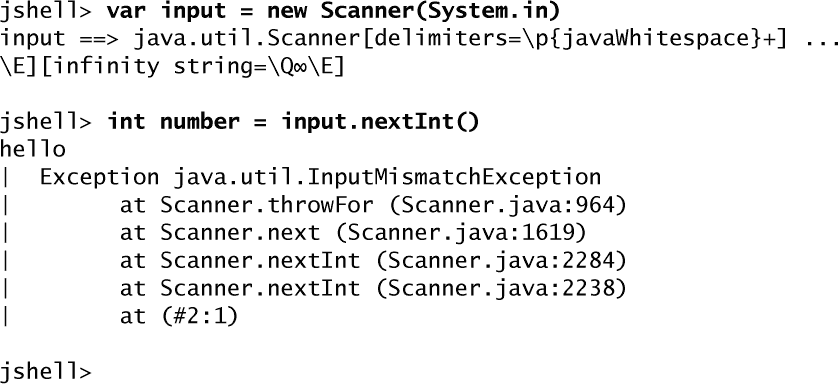 jshell> var input = new Scanner(System.in)
input ==> java.util.Scanner[delimiters=\p{javaWhitespace}+] ...
\E][infinity string=\Q∞\E]
jshell> int number = input.nextInt()
hello
|  Exception java.util.InputMismatchException
|        at Scanner.throwFor (Scanner.java:964)
|        at Scanner.next (Scanner.java:1619)
|        at Scanner.nextInt (Scanner.java:2284)
|        at Scanner.nextInt (Scanner.java:2238)
|        at (#2:1)
jshell>